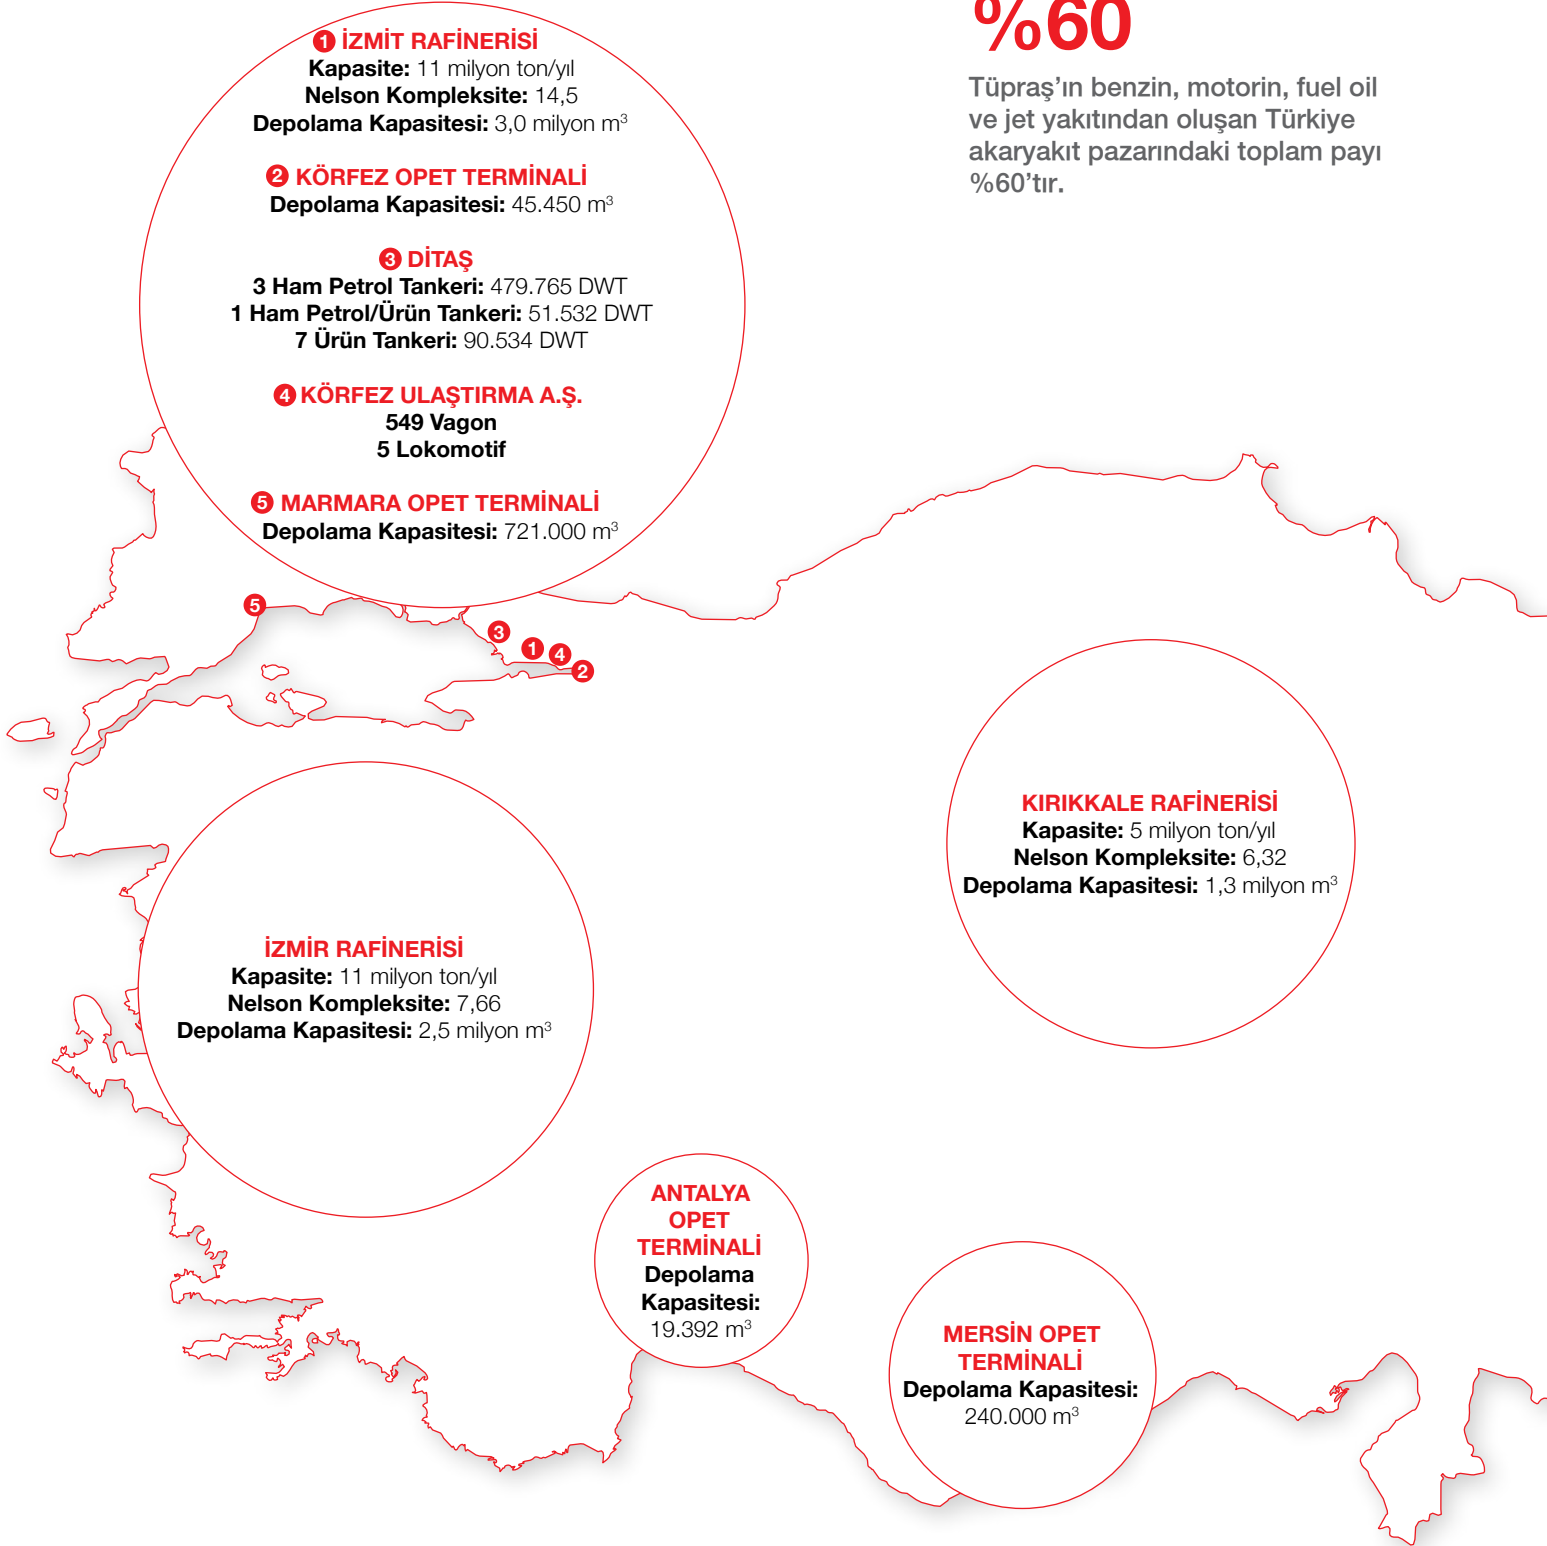 %60
Tüpraş’ın benzin, motorin, fuel oil
ve jet yakıtından oluşan Türkiye
akaryakıt pazarındaki toplam payı
%60’tır.
1 İZMİT RAFİNERİSİ
Kapasite: 11 milyon ton/yıl
Nelson Kompleksite: 14,5
Depolama Kapasitesi: 3,0 milyon m³
2 KÖRFEZ OPET TERMİNALİ
Depolama Kapasitesi: 45.450 m³
3 DİTAŞ
3 Ham Petrol Tankeri: 479.765 DWT
1 Ham Petrol/Ürün Tankeri: 51.532 DWT
7 Ürün Tankeri: 90.534 DWT
4 KÖRFEZ ULAŞTIRMA A.Ş.
549 Vagon
5 Lokomotif
5 MARMARA OPET TERMİNALİ
Depolama Kapasitesi: 721.000 m³
5
3
1
4
2
KIRIKKALE RAFİNERİSİ
Kapasite: 5 milyon ton/yıl
Nelson Kompleksite: 6,32
Depolama Kapasitesi: 1,3 milyon m³
İZMİR RAFİNERİSİ
Kapasite: 11 milyon ton/yıl
Nelson Kompleksite: 7,66
Depolama Kapasitesi: 2,5 milyon m³
ANTALYA
OPET
TERMİNALİ
Depolama
Kapasitesi:
19.392 m³
MERSİN OPET
TERMİNALİ
Depolama Kapasitesi:
240.000 m³